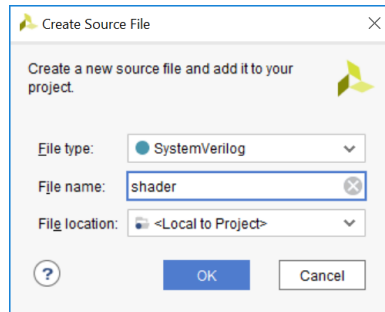 Create Source File
Create a new source file and add it to your
project.
File type:
SystemVerilog
File name:
shader
File location:
<Local to Project>
?
OK
Cancel